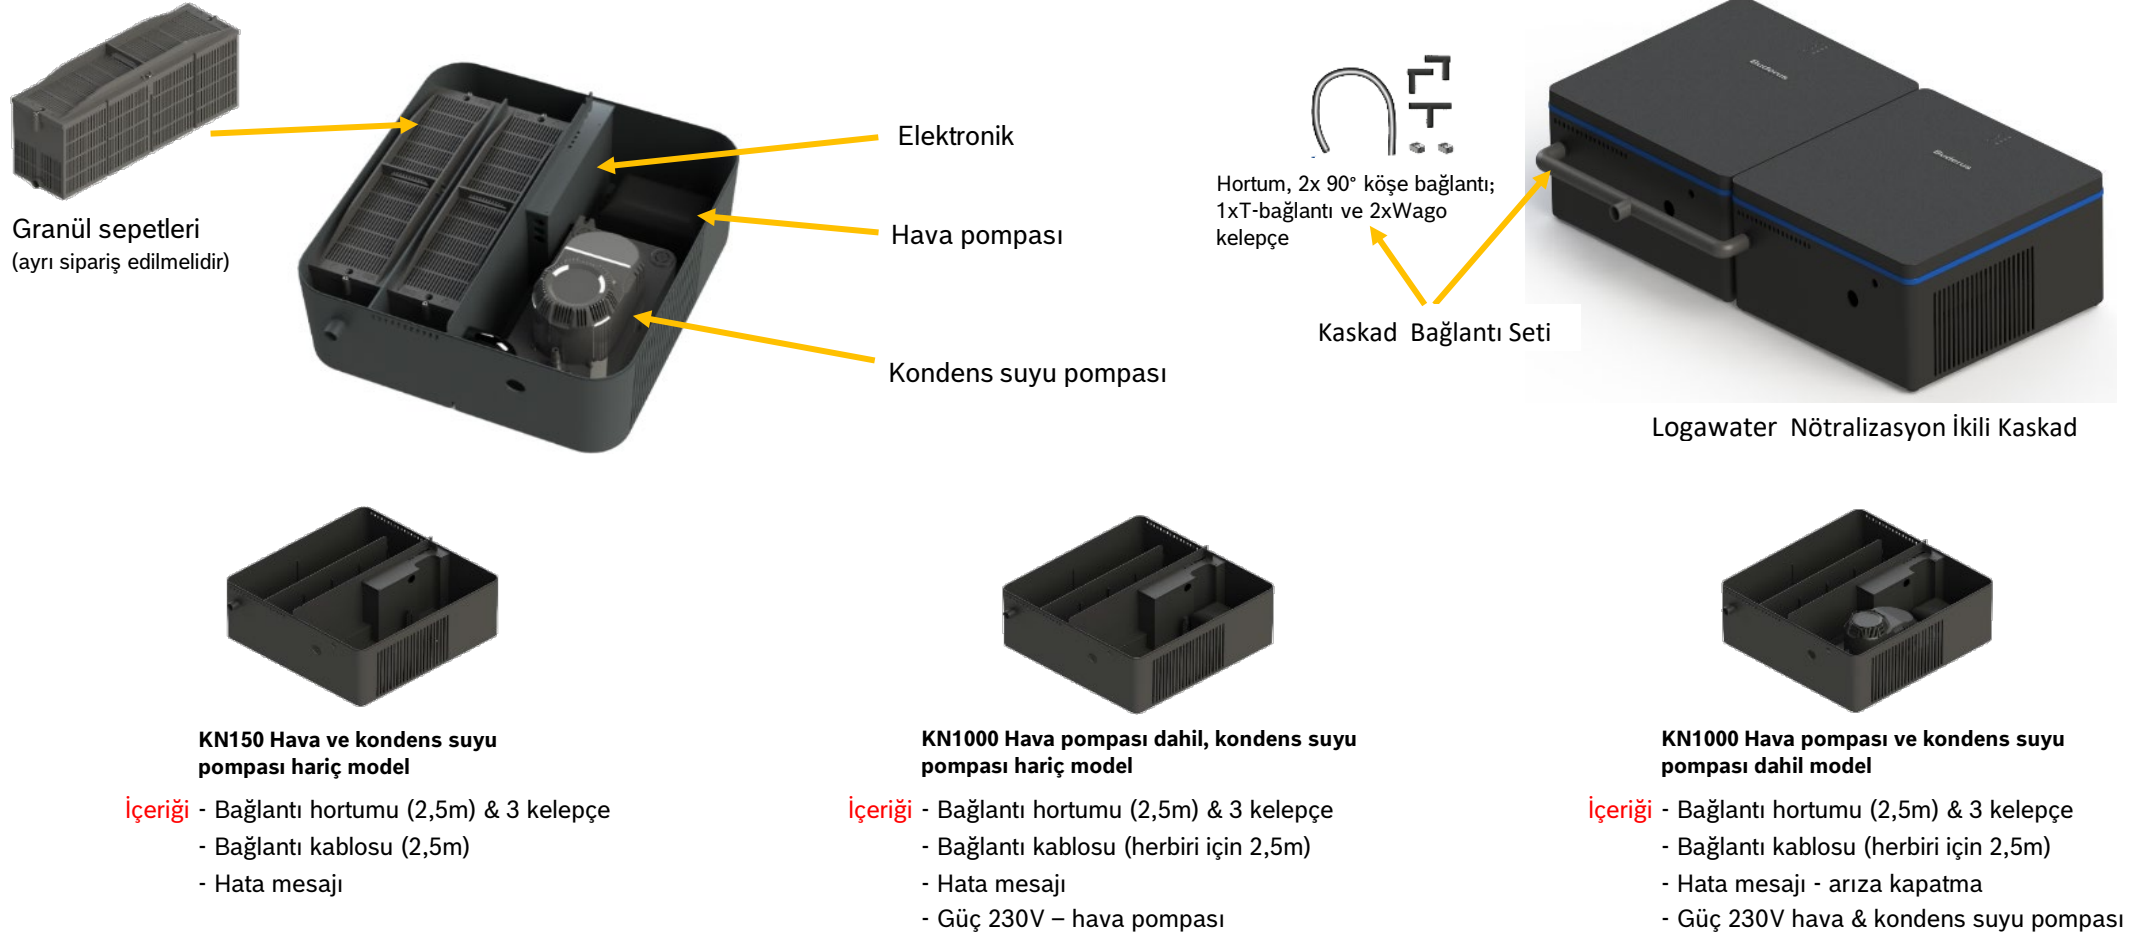 Granül sepetleri
(ayrı sipariş edilmelidir)
Elektronik
Hava pompası
Kondens suyu pompası
Hortum, 2x 90° köşe bağlantı;
1xT-bağlantı ve 2xWago
kelepçe
Kaskad Bağlantı Seti
Buderus
Buderus
Logawater Nötralizasyon İkili Kaskad
KN150 Hava ve kondens suyu
pompası hariç model
İçeriği - Bağlantı hortumu (2,5m) & 3 kelepçe
- Bağlantı kablosu (2,5m)
- Hata mesajı
KN1000 Hava pompası dahil, kondens suyu
pompası hariç model
İçeriği - Bağlantı hortumu (2,5m) & 3 kelepçe
- Bağlantı kablosu (herbiri için 2,5m)
- Hata mesajı
- Güç 230V – hava pompası
KN1000 Hava pompası ve kondens suyu
pompası dahil model
İçeriği - Bağlantı hortumu (2,5m) & 3 kelepçe
- Bağlantı kablosu (herbiri için 2,5m)
- Hata mesajı - arıza kapatma
- Güç 230V hava & kondens suyu pompası